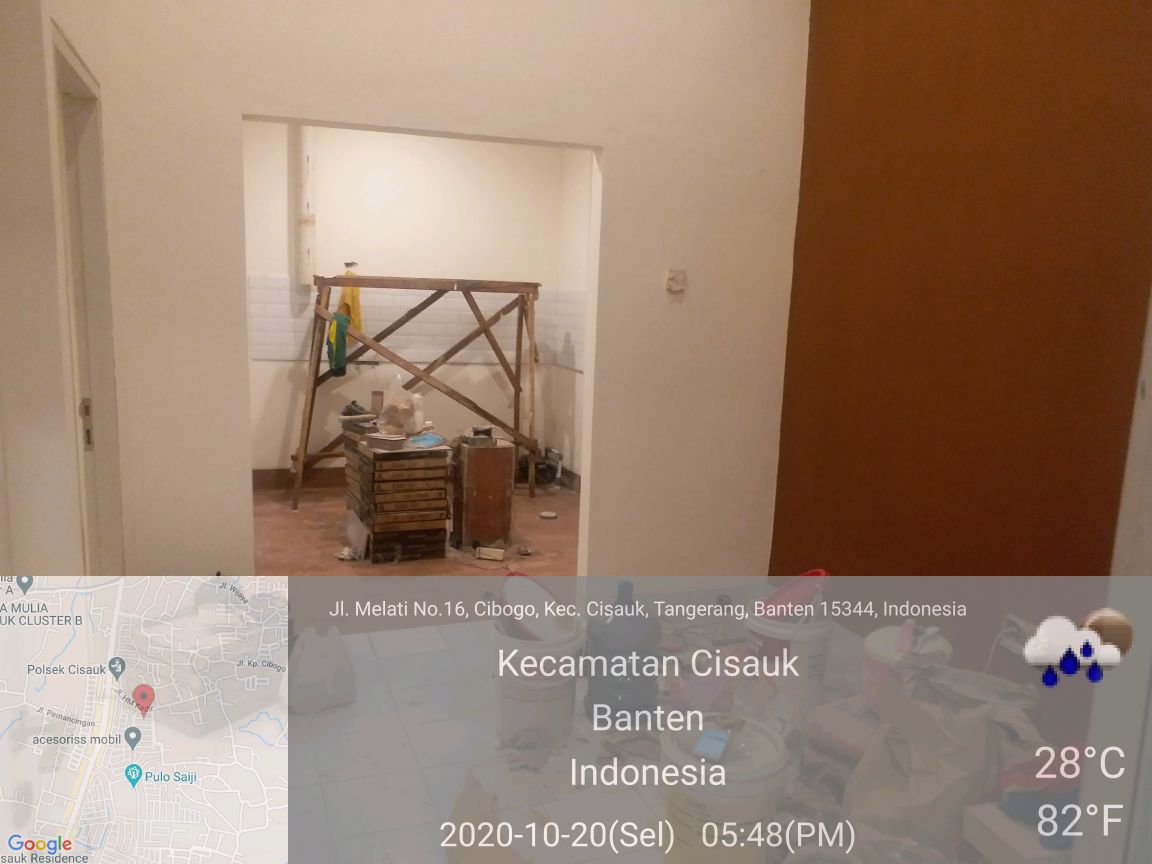 Jl. Melati No.16, Cibogo, Kec. Cisauk, Tangerang, Banten 15344, Indonesia
Kecamatan Cisauk
Banten
Indonesia
2020-10-20(Sel) 05:48(PM)
28°C
82°F
A MULIA
UK CLUSTER B
Jl. Wijaya
Polsek Cisauk
Jl. Kp. Cibogo
Jl. Pemancingan
acesoriss mobil
Pulo Saiji
Google
sauk Residence